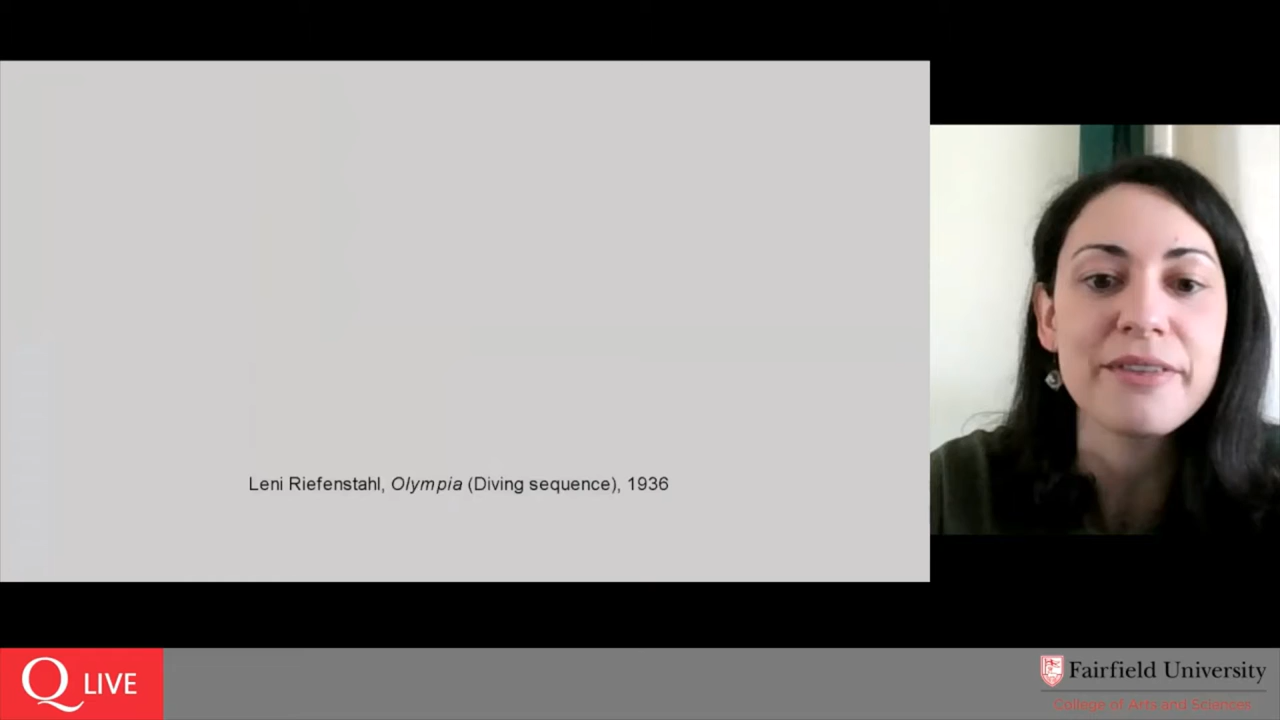 Leni Riefenstahl, Olympia (Diving sequence), 1936
Q LIVE
Fairfield University
College of Arts and Sciences